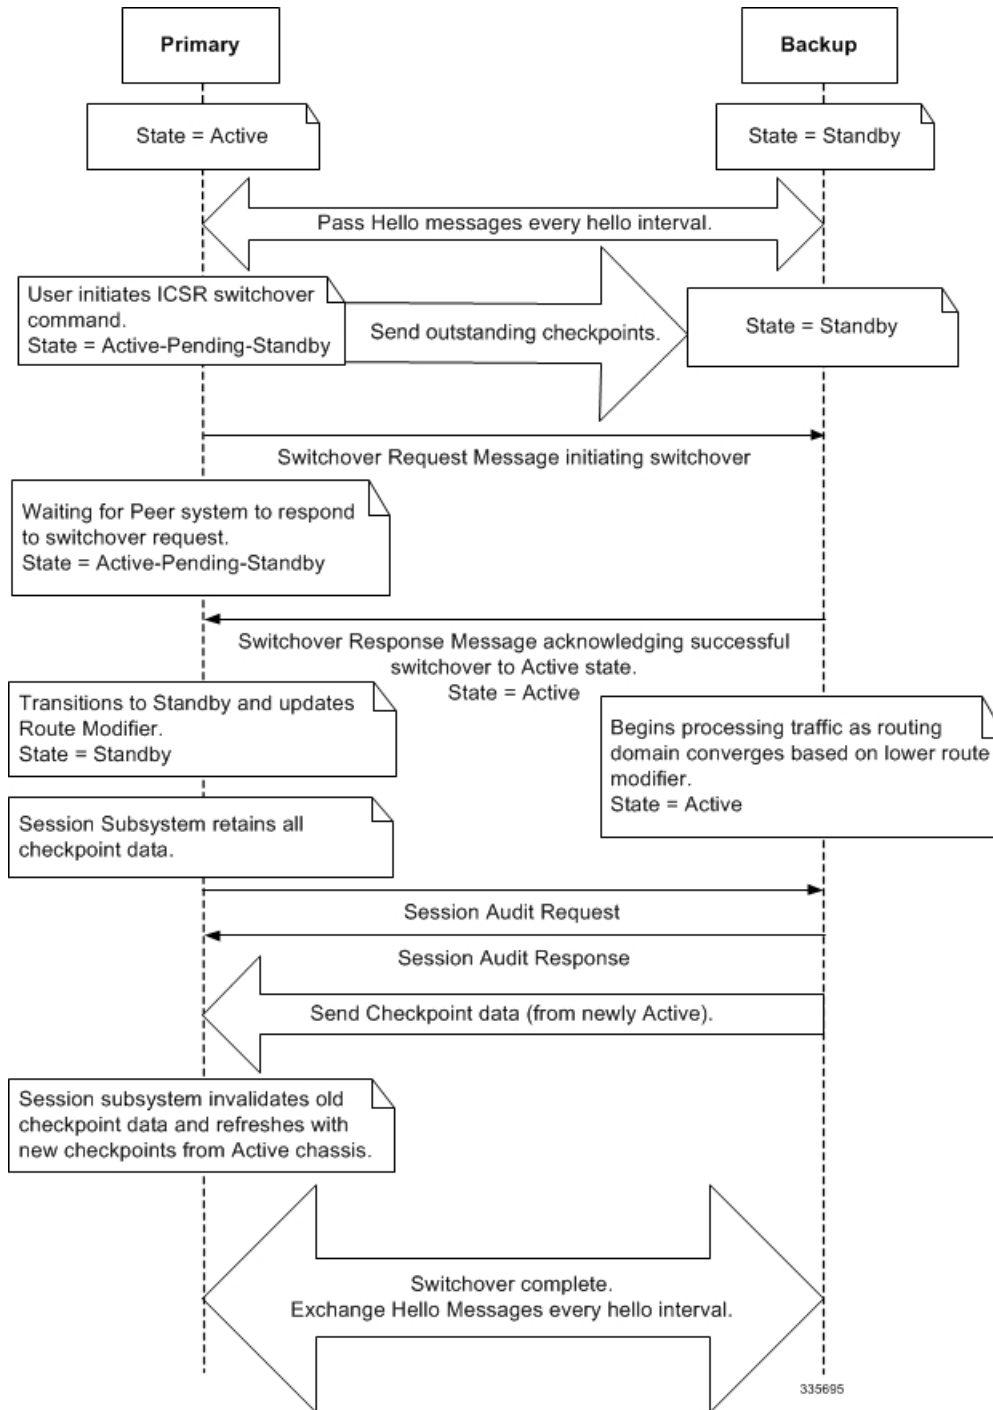 Primary
Backup
State = Active
State = Standby
Pass Hello messages every hello interval.
User initiates ICSR switchover
command.
State = Active-Pending-Standby
Send outstanding checkpoints.
State = Standby
Switchover Request Message initiating switchover
Waiting for Peer system to respond
to switchover request.
State = Active-Pending-Standby
Switchover Response Message acknowledging successful
switchover to Active state.
State = Active
Transitions to Standby and updates
Route Modifier.
State = Standby
Begins processing traffic as routing
domain converges based on lower route
modifier.
State = Active
Session Subsystem retains all
checkpoint data.
Session Audit Request
Session Audit Response
Send Checkpoint data (from newly Active).
Session subsystem invalidates old
checkpoint data and refreshes with
new checkpoints from Active chassis.
Switchover complete.
Exchange Hello Messages every hello interval.
335695